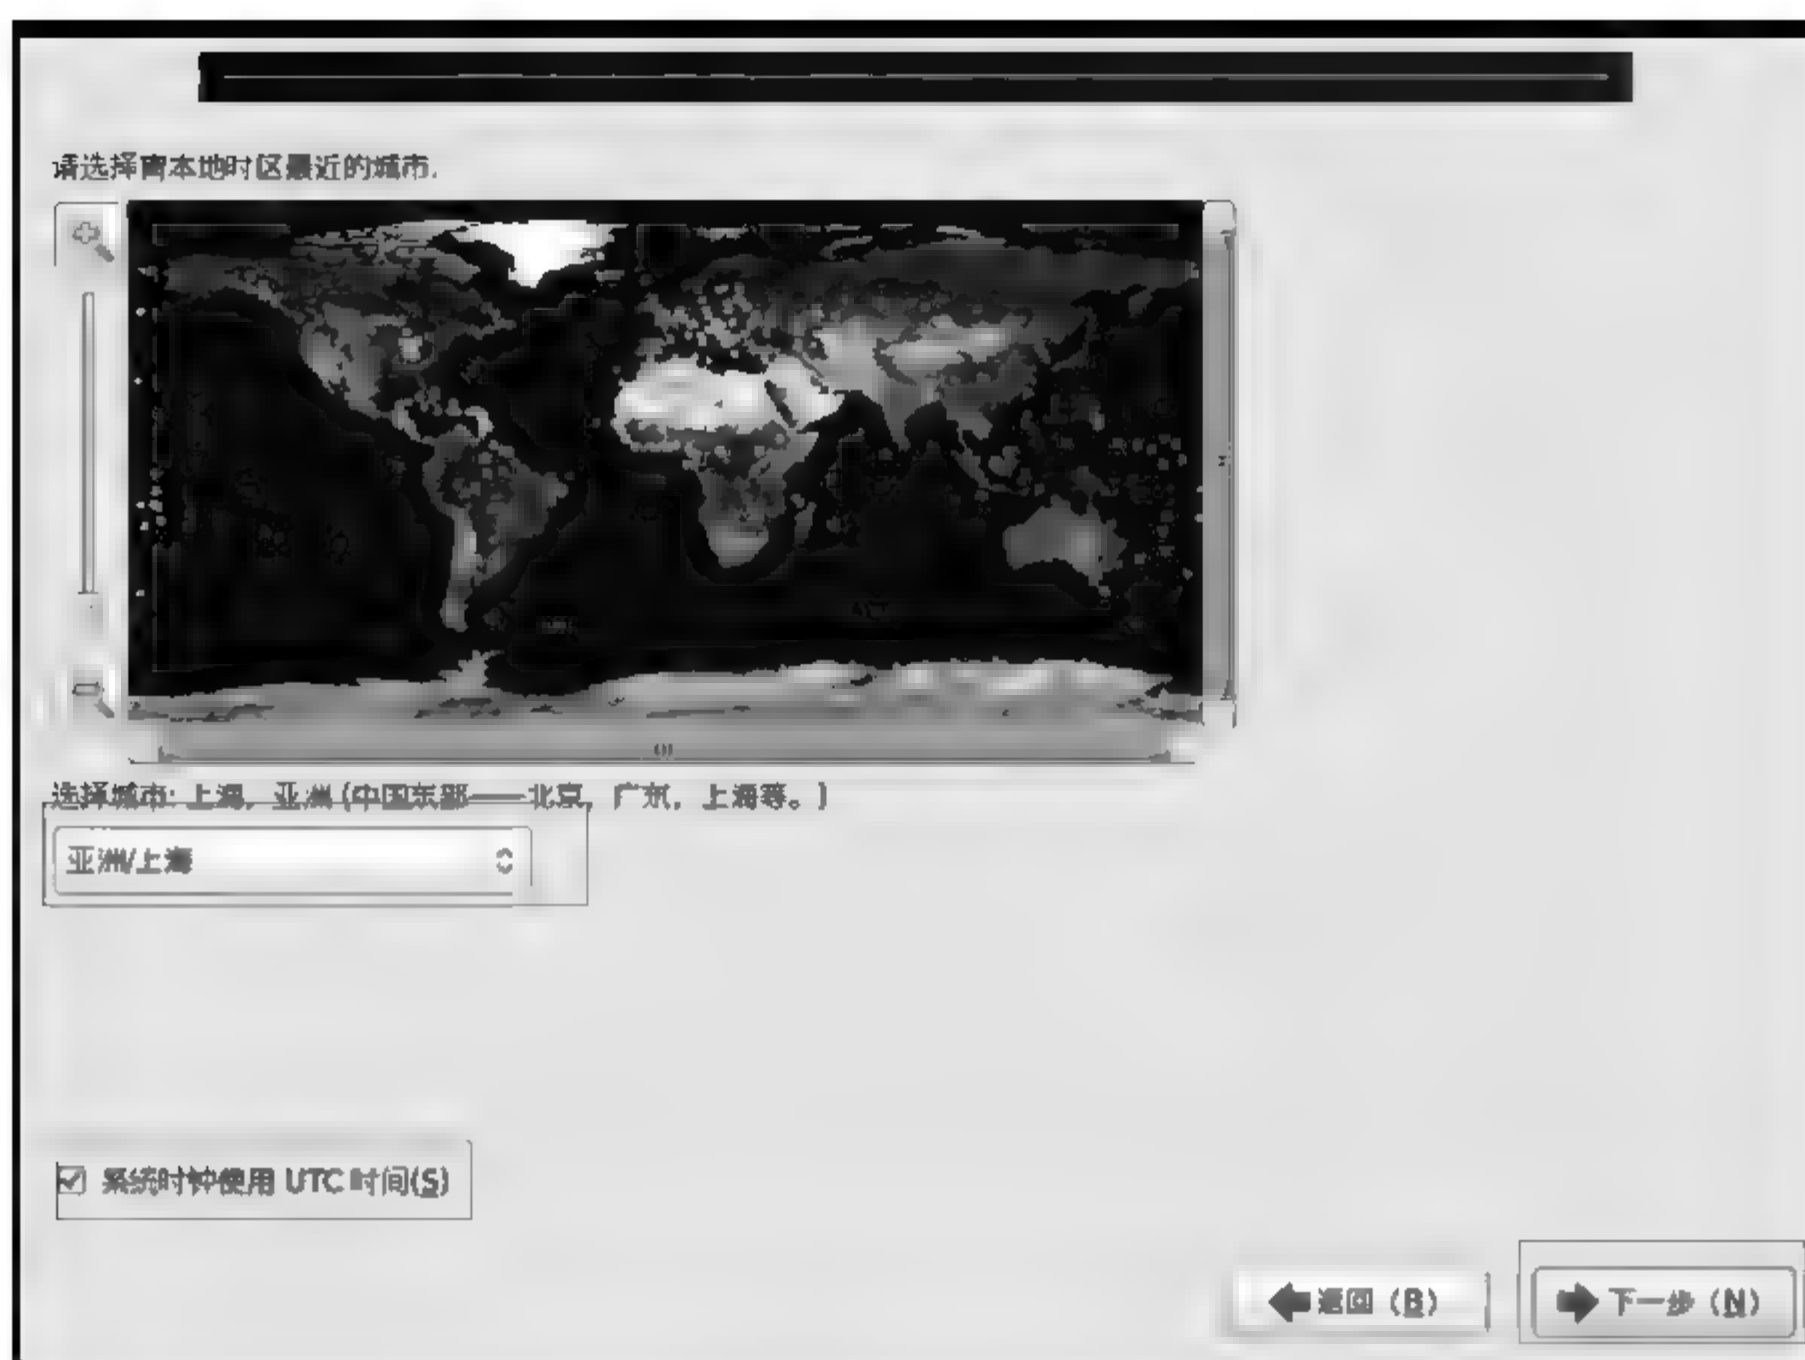 请选择离本地时区最近的城市.
选择城市: 上海, 亚洲 (中国东部——北京, 广东, 上海等。)
亚洲/上海
系统时钟使用 UTC 时间(S)
返回 (B)
下一步 (N)